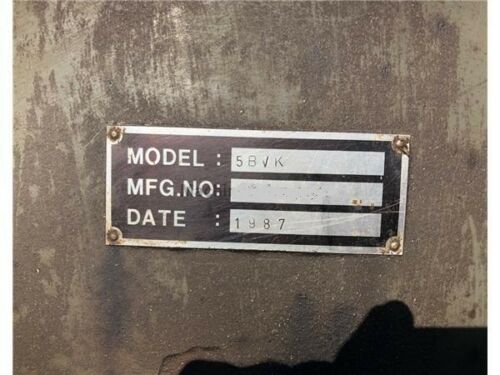 MODEL : 5BVK
MFG.NO:
DATE : 1987